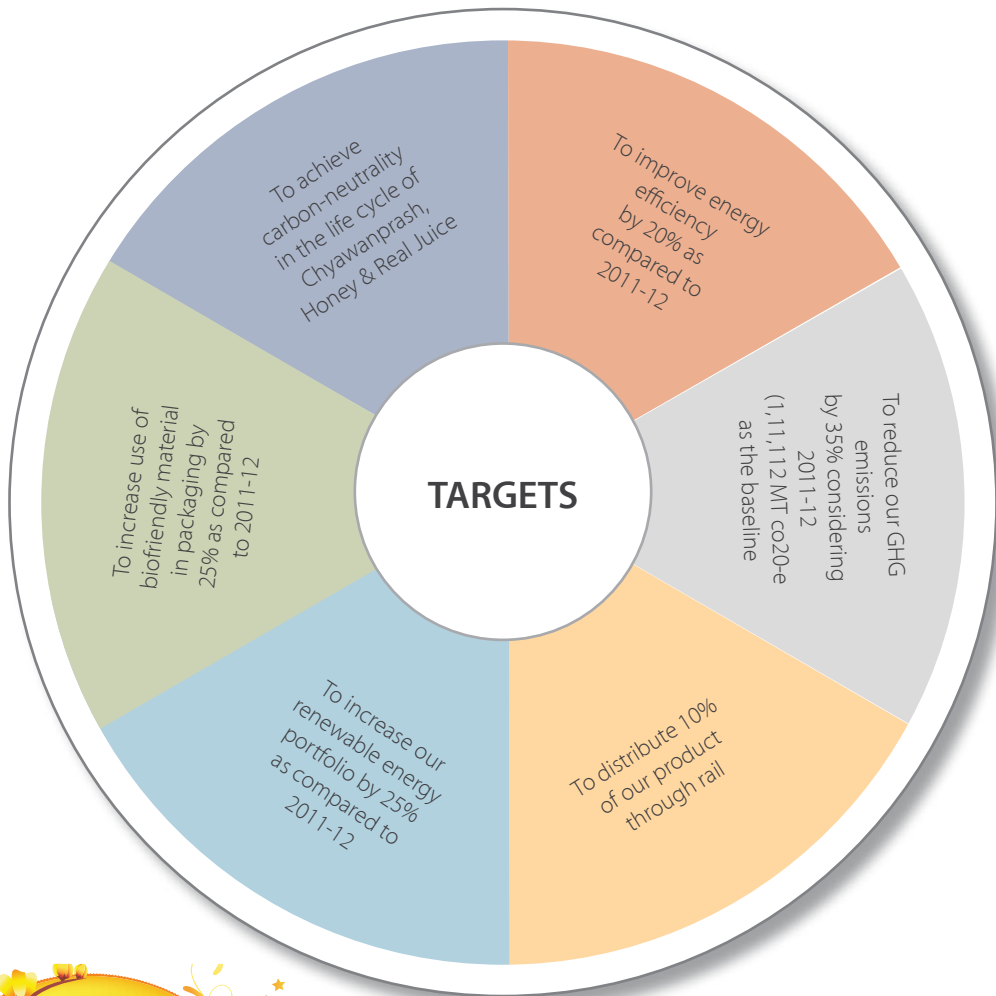 TARGETS
To improve energy
efficiency
by 20% as
compared to
2011-12
To reduce our GHG
emissions
by 35% considering
2011-12
(1,11,112 MT co20-e
as the baseline
To distribute 10%
of our product
through rail
To increase our
renewable energy
portfolio by 25%
as compared to
2011-12
To increase use of
biofriendly material
in packaging by
25% as compared
to 2011-12
To achieve
carbon-neutrality
in the life cycle of
Chyawanprash,
Honey & Real Juice